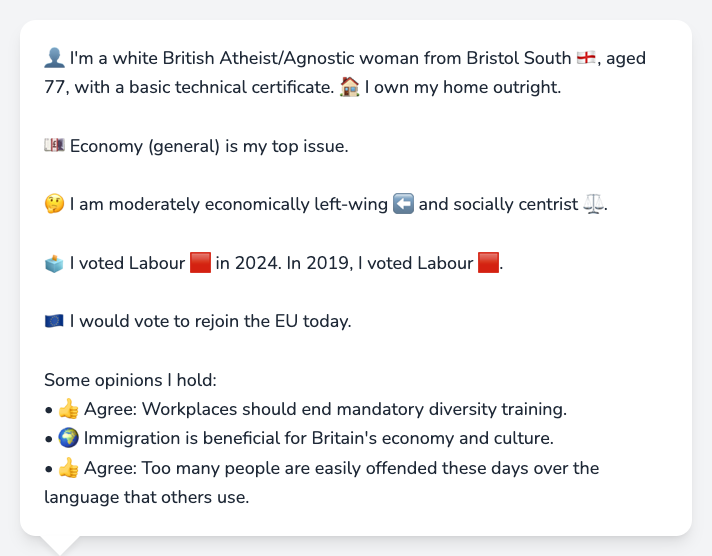 👤 I'm a white British Atheist/Agnostic woman from Bristol South 🏴󠁧󠁢󠁥󠁮󠁧󠁿, aged
77, with a basic technical certificate. 🏠 I own my home outright.
💷 Economy (general) is my top issue.
🤔 I am moderately economically left-wing ⬅️ and socially centrist ⚖️.
🗳️ I voted Labour 🟥 in 2024. In 2019, I voted Labour 🟥.
🇪🇺 I would vote to rejoin the EU today.
Some opinions I hold:
• 👍 Agree: Workplaces should end mandatory diversity training.
• 🌍 Immigration is beneficial for Britain's economy and culture.
• 👍 Agree: Too many people are easily offended these days over the
language that others use.